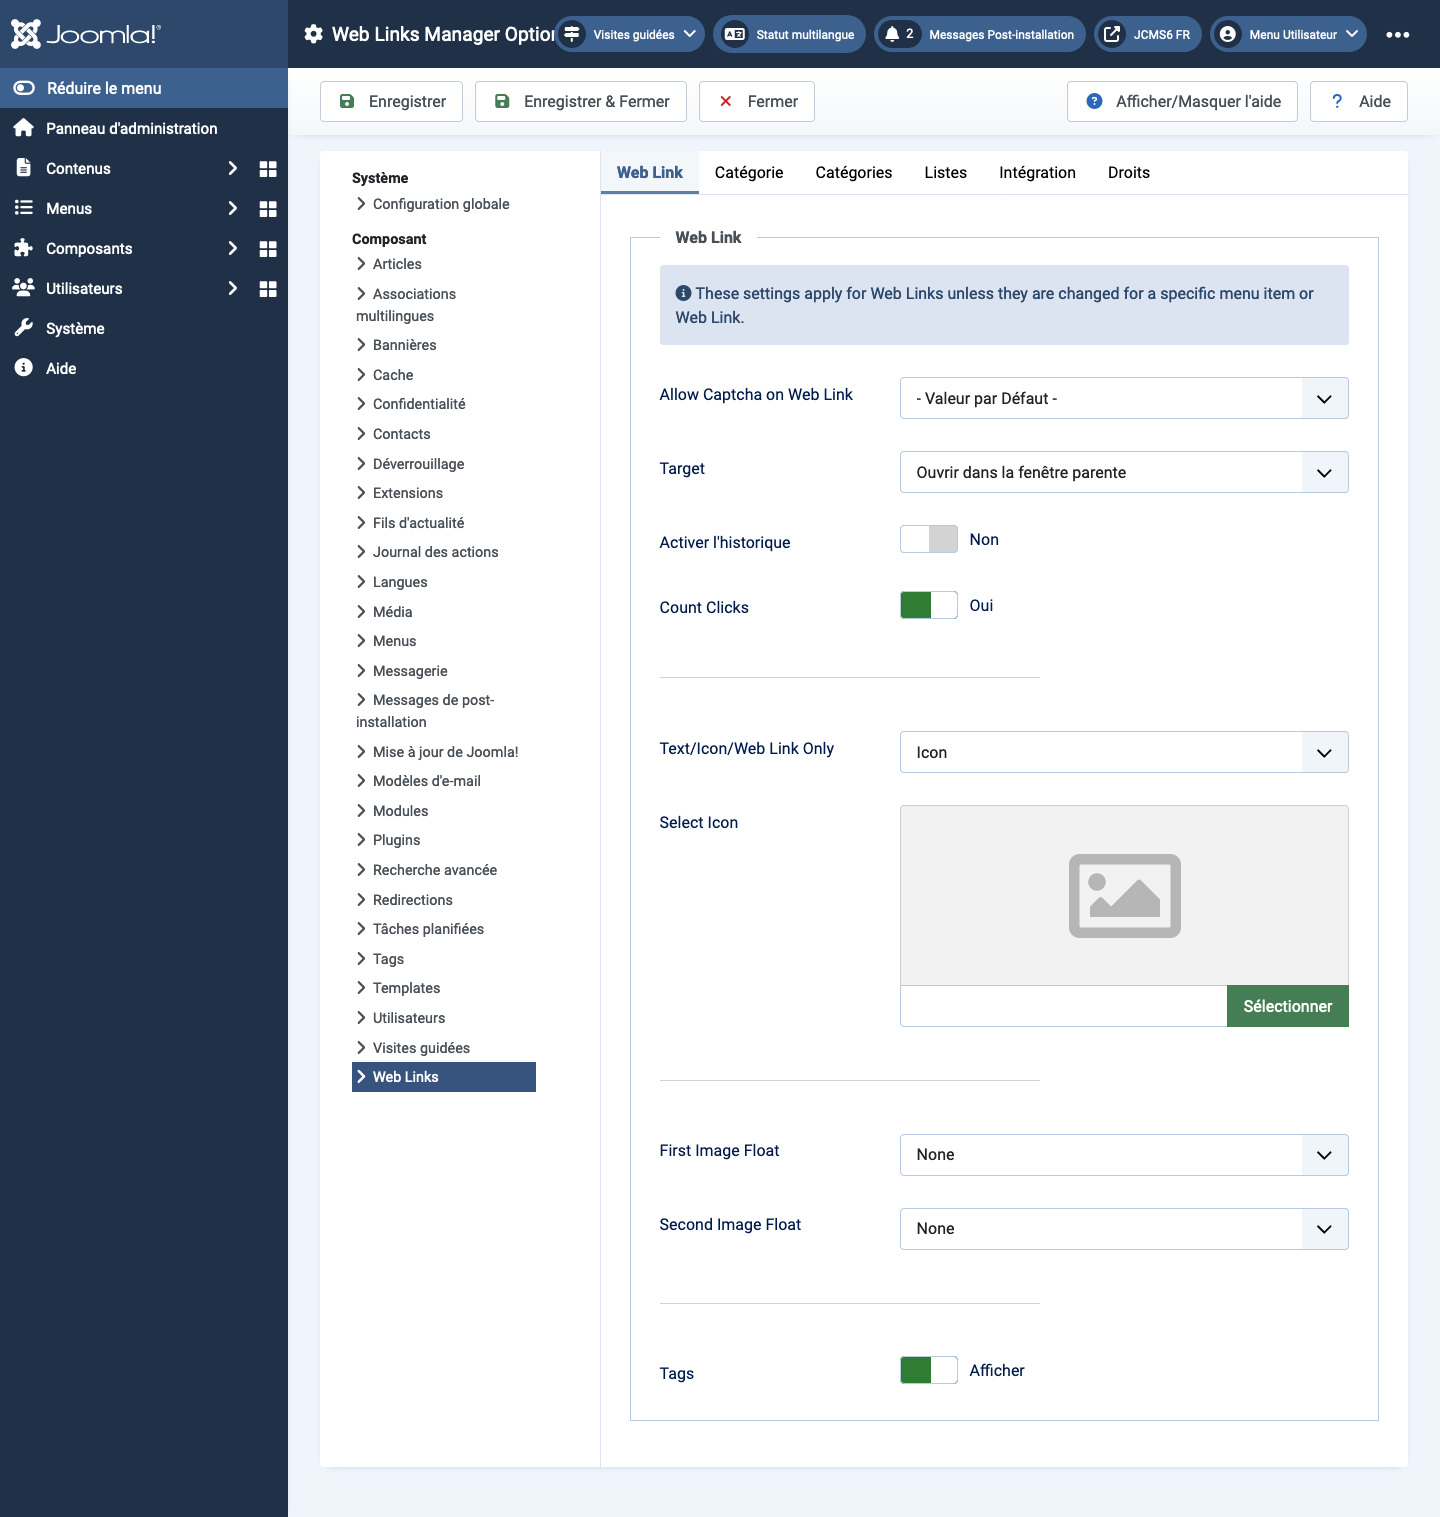 Joomla!
Web Links Manager Option
Visites guidées
Statut multilangue
2
Messages Post-installation
JCMS6 FR
Menu Utilisateur
Réduire le menu
Panneau d'administration
Contenus
Menus
Composants
Utilisateurs
Système
Aide
Enregistrer
Enregistrer & Fermer
Fermer
Afficher/Masquer l'aide
Aide
Système
Configuration globale
Composant
Articles
Associations
multilingues
Bannières
Cache
Confidentialité
Contacts
Déverrouillage
Extensions
Fils d'actualité
Journal des actions
Langues
Média
Menus
Messagerie
Messages de post-
installation
Mise à jour de Joomla!
Modèles d'e-mail
Modules
Plugins
Recherche avancée
Redirections
Tâches planifiées
Tags
Templates
Utilisateurs
Visites guidées
Web Links
Web Link
Catégorie
Catégories
Listes
Intégration
Droits
Web Link
These settings apply for Web Links unless they are changed for a specific menu item or
Web Link.
Allow Captcha on Web Link
- Valeur par Défaut -
Target
Ouvrir dans la fenêtre parente
Activer l'historique
Non
Count Clicks
Oui
Text/Icon/Web Link Only
Icon
Select Icon
Sélectionner
First Image Float
None
Second Image Float
None
Tags
Afficher